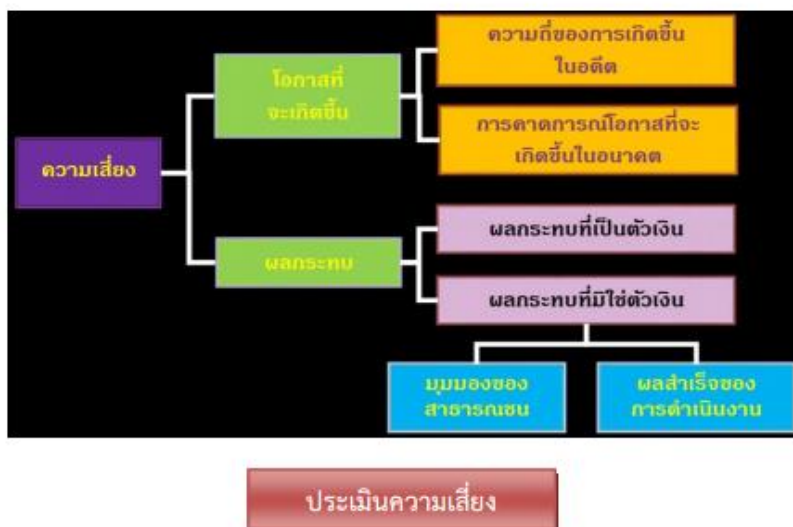 ความเสี่ยง
โอกาสที่
จะเกิดขึ้น
ความถี่ของการเกิดขึ้น
ในอดีต
การคาดการณ์โอกาสที่จะ
เกิดขึ้นในอนาคต
ผลกระทบ
ผลกระทบที่เป็นตัวเงิน
ผลกระทบที่มิใช่ตัวเงิน
มุมมองของ
สาธารณชน
ผลสำเร็จของ
การดำเนินงาน
ประเมินความเสี่ยง